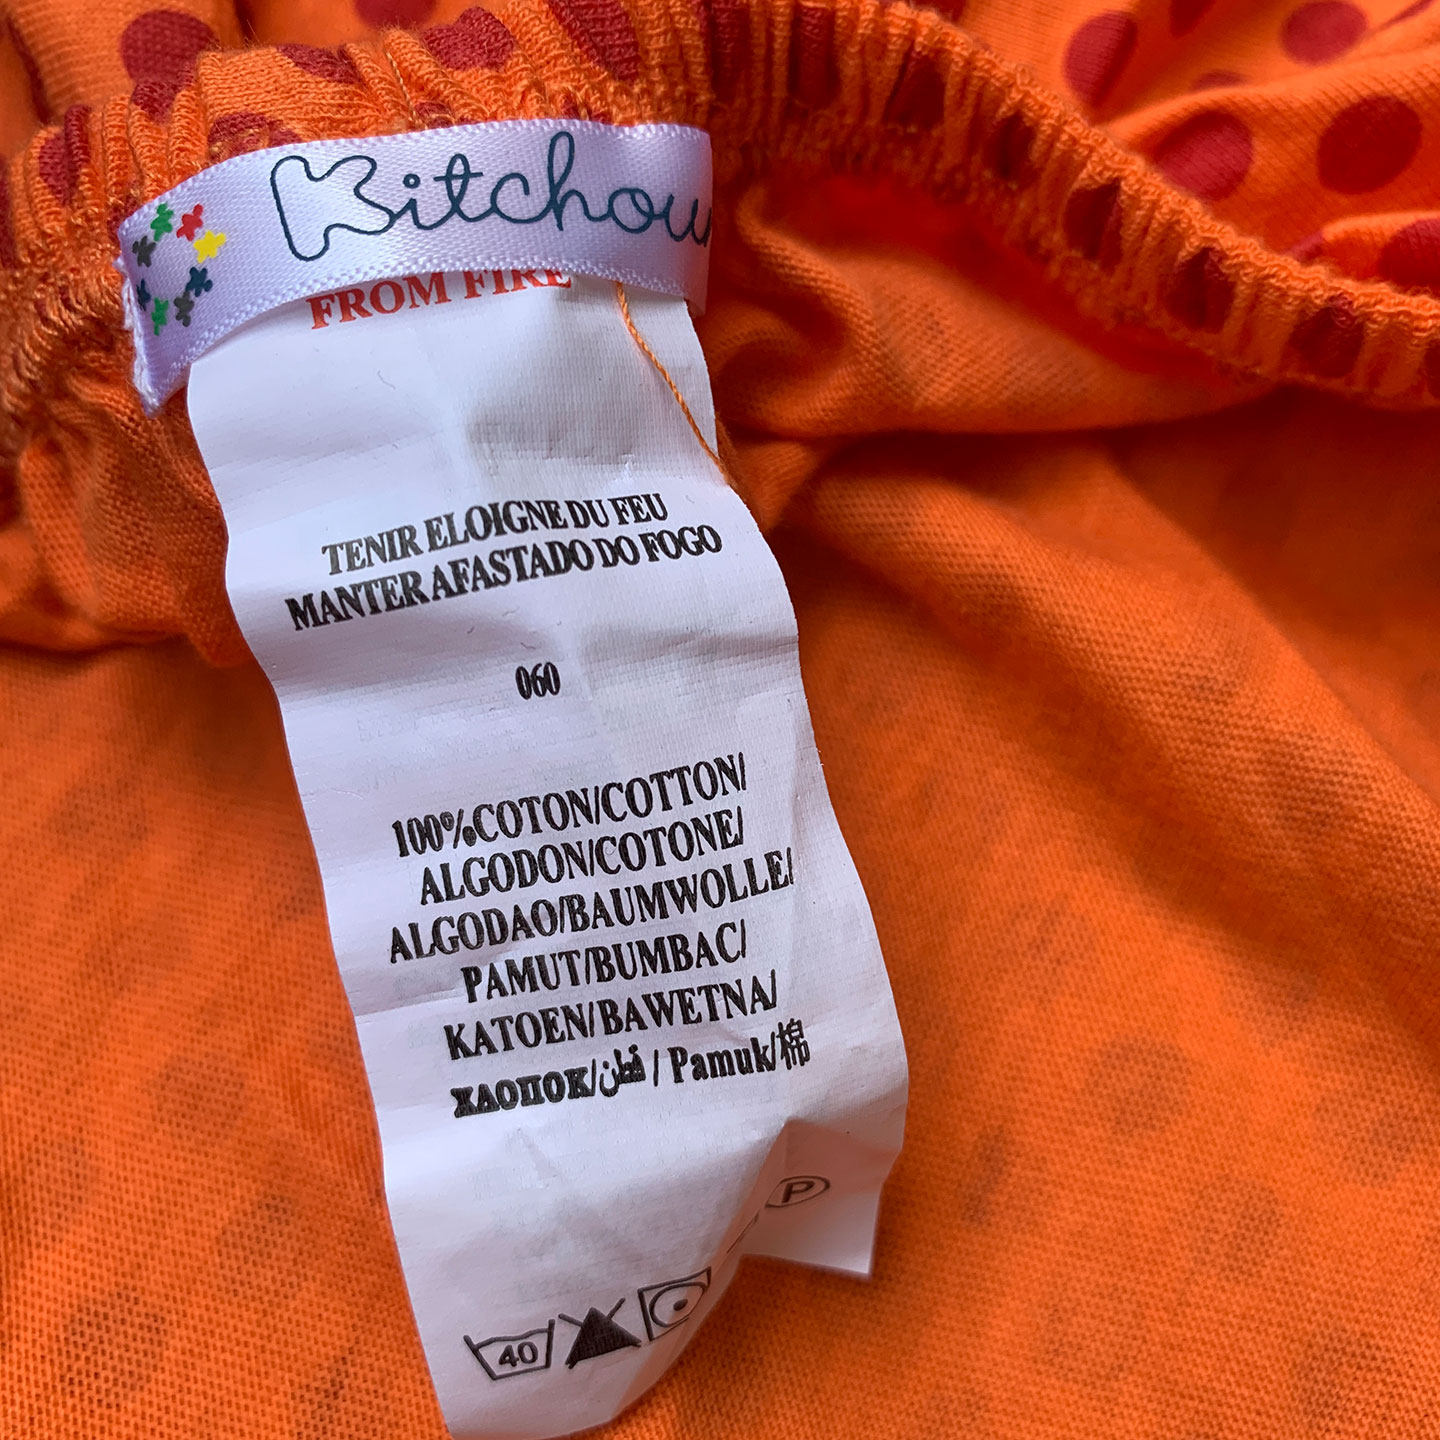 Kitchoun
FROM FIRE
TENIR ELOIGNE DU FEU
MANTER AFASTADO DO FOGO
060
100%COTON/COTTON/
ALGODON/COTONE/
ALGODAO/BAUMWOLLE/
PAMUT/BUMBAC/
KATOEN/BAWETNA/
хлопок/قطن / Pamuk/棉
P
40